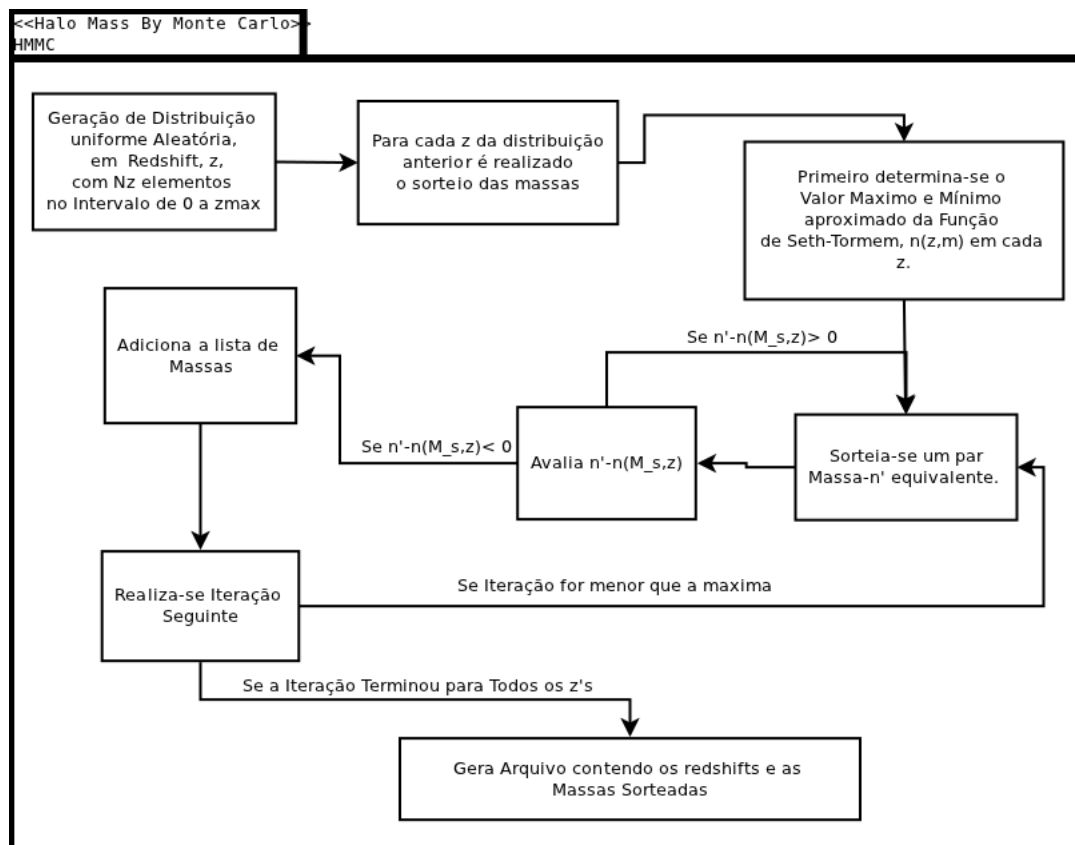 <<Halo Mass By Monte Carlo>>
HMMC
Geração de Distribuição
uniforme Aleatória,
em Redshift, z,
com Nz elementos
no Intervalo de 0 a zmax
Para cada z da distribuição
anterior é realizado
o sorteio das massas
Primeiro determina-se o
Valor Maximo e Mínimo
aproximado da Função
de Seth-Tormem, n(z,m) em cada
z.
Adiciona a lista de
Massas
Se n'-n(M_s,z)> 0
Se n'-n(M_s,z)< 0
Avalia n'-n(M_s,z)
Sorteia-se um par
Massa-n' equivalente.
Realiza-se Iteração
Seguinte
Se Iteração for menor que a maxima
Se a Iteração Terminou para Todos os z's
Gera Arquivo contendo os redshifts e as
Massas Sorteadas